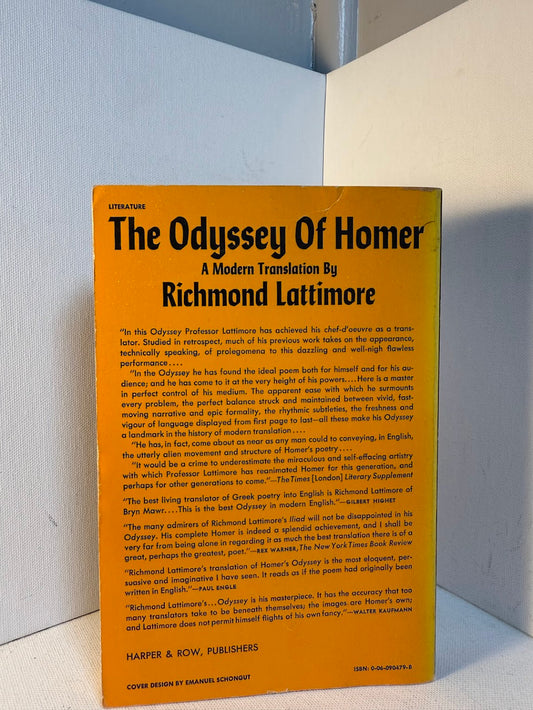 LITERATURE
The Odyssey Of Homer
A Modern Translation By
Richmond Lattimore
"In this Odyssey Professor Lattimore has achieved his chef-d'oeuvre as a trans-
lator. Studied in retrospect, much of his previous work takes on the appearance,
technically speaking, of prolegomena to this dazzling and well-nigh flawless
performance....
"In the Odyssey he has found the ideal poem both for himself and for his au-
dience; and he has come to it at the very height of his powers....Here is a master
in perfect control of his medium. The apparent ease with which he surmounts
every problem, the perfect balance struck and maintained between vivid, fast-
moving narrative and epic formality, the rhythmic subtleties, the freshness and
vigour of language displayed from first page to last—all these make his Odyssey
a landmark in the history of modern translation....
"He has, in fact, come about as near as any man could to conveying, in English,
the utterly alien movement and structure of Homer's poetry....
"It would be a crime to underestimate the miraculous and self-effacing artistry
with which Professor Lattimore has reanimated Homer for this generation, and
perhaps for other generations to come."—The Times [London] Literary Supplement
"The best living translator of Greek poetry into English is Richmond Lattimore of
Bryn Mawr....This is the best Odyssey in modern English."—GILBERT HIGHET
"The many admirers of Richmond Lattimore's Iliad will not be disappointed in his
Odyssey. His complete Homer is indeed a splendid achievement, and I shall be
very far from being alone in regarding it as much the best translation there is of a
great, perhaps the greatest, poet."—REX WARNER, The New York Times Book Review
"Richmond Lattimore's translation of Homer's Odyssey is the most eloquent, per-
suasive and imaginative I have seen. It reads as if the poem had originally been
written in English."—PAUL ENGLE
"Richmond Lattimore's...Odyssey is his masterpiece. It has the accuracy that too
many translators take to be beneath themselves; the images are Homer's own;
and Lattimore does not permit himself flights of his own fancy."—WALTER KAUFMANN
HARPER & ROW, PUBLISHERS
ISBN: 0-06-090479-8
COVER DESIGN BY EMANUEL SCHONGUT